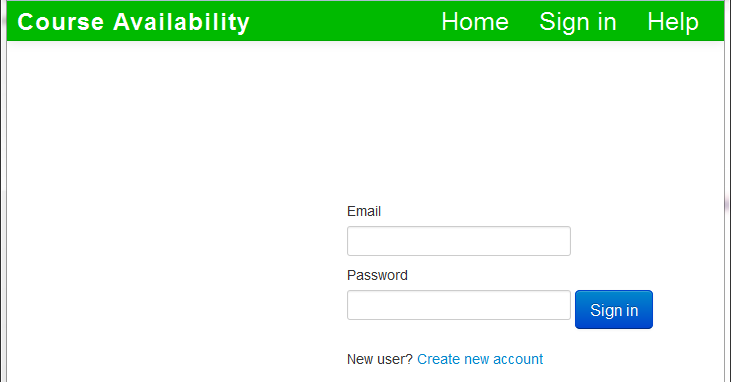 Course Availability Home Sign in Help
Email
Password
Sign in
New user? Create new account